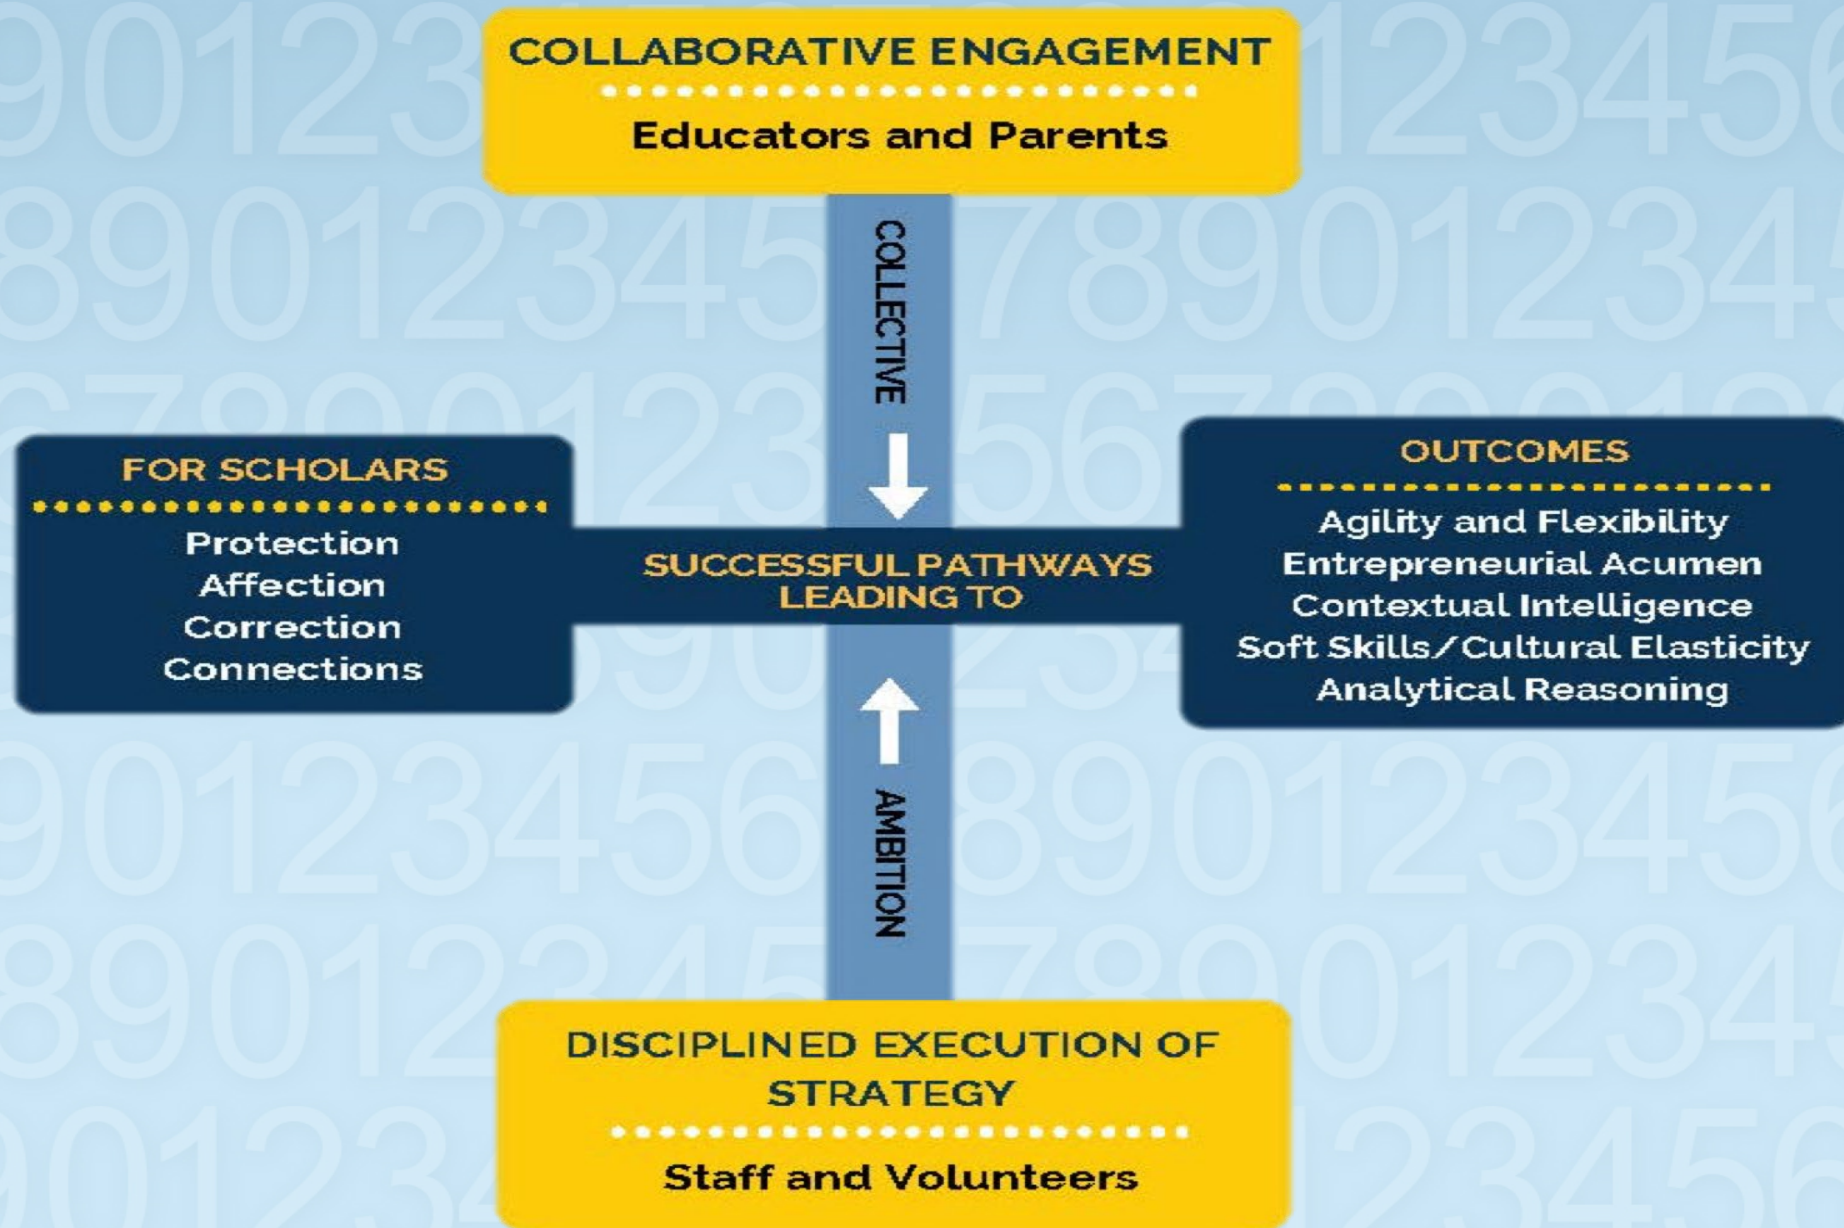 COLLABORATIVE ENGAGEMENT
Educators and Parents
COLLECTIVE
FOR SCHOLARS
Protection
Affection
Correction
Connections
SUCCESSFUL PATHWAYS
LEADING TO
OUTCOMES
Agility and Flexibility
Entrepreneurial Acumen
Contextual Intelligence
Soft Skills/Cultural Elasticity
Analytical Reasoning
AMBITION
DISCIPLINED EXECUTION OF
STRATEGY
Staff and Volunteers